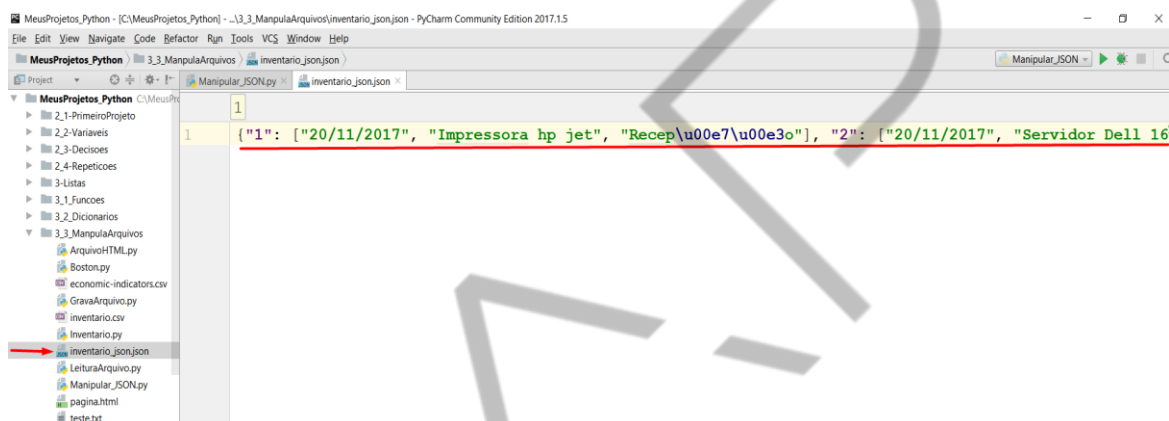 MeusProjetos_Python - [C:\MeusProjetos_Python] - ...\3_3_ManpulaArquivos\inventario_json.json - PyCharm Community Edition 2017.1.5
File Edit View Navigate Code Refactor Run Tools VCS Window Help
MeusProjetos_Python 3_3_ManpulaArquivos inventario_json.json Manipular_JSON
Project Manipular_JSON.py inventario_json.json
MeusProjetos_Python C:\MeusPro
1
1 {"1": ["20/11/2017", "Impressora hp jet", "Recep\u00e7\u00e3o"], "2": ["20/11/2017", "Servidor Dell 16
2_1-PrimeiroProjeto
2_2-Variaveis
2_3-Decisoes
2_4-Repeticoes
3-Listas
3_1_Funcoes
3_2_Dicionarios
3_3_ManpulaArquivos
ArquivoHTML.py
Boston.py
economic-indicators.csv
GravaArquivo.py
inventario.csv
Inventario.py
inventario_json.json
LeituraArquivo.py
Manipular_JSON.py
pagina.html
teste.txt